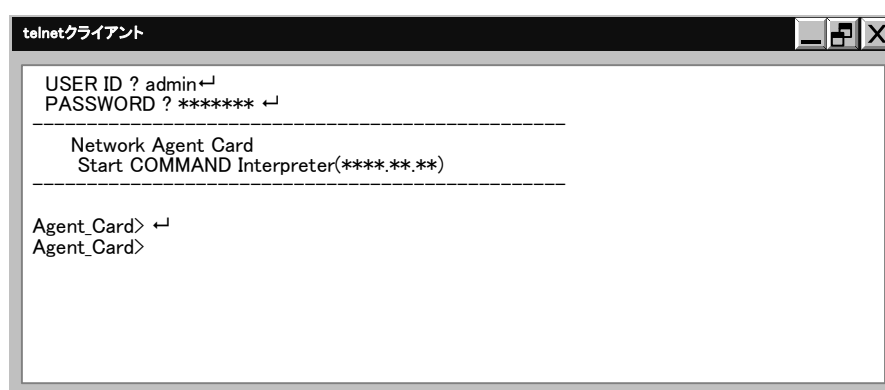 telnetクライアント
USER ID ? admin↵
PASSWORD ? ******* ↵
--------------------------------------------------
Network Agent Card
Start COMMAND Interpreter(****.**.**)
--------------------------------------------------
Agent_Card> ↵
Agent_Card>